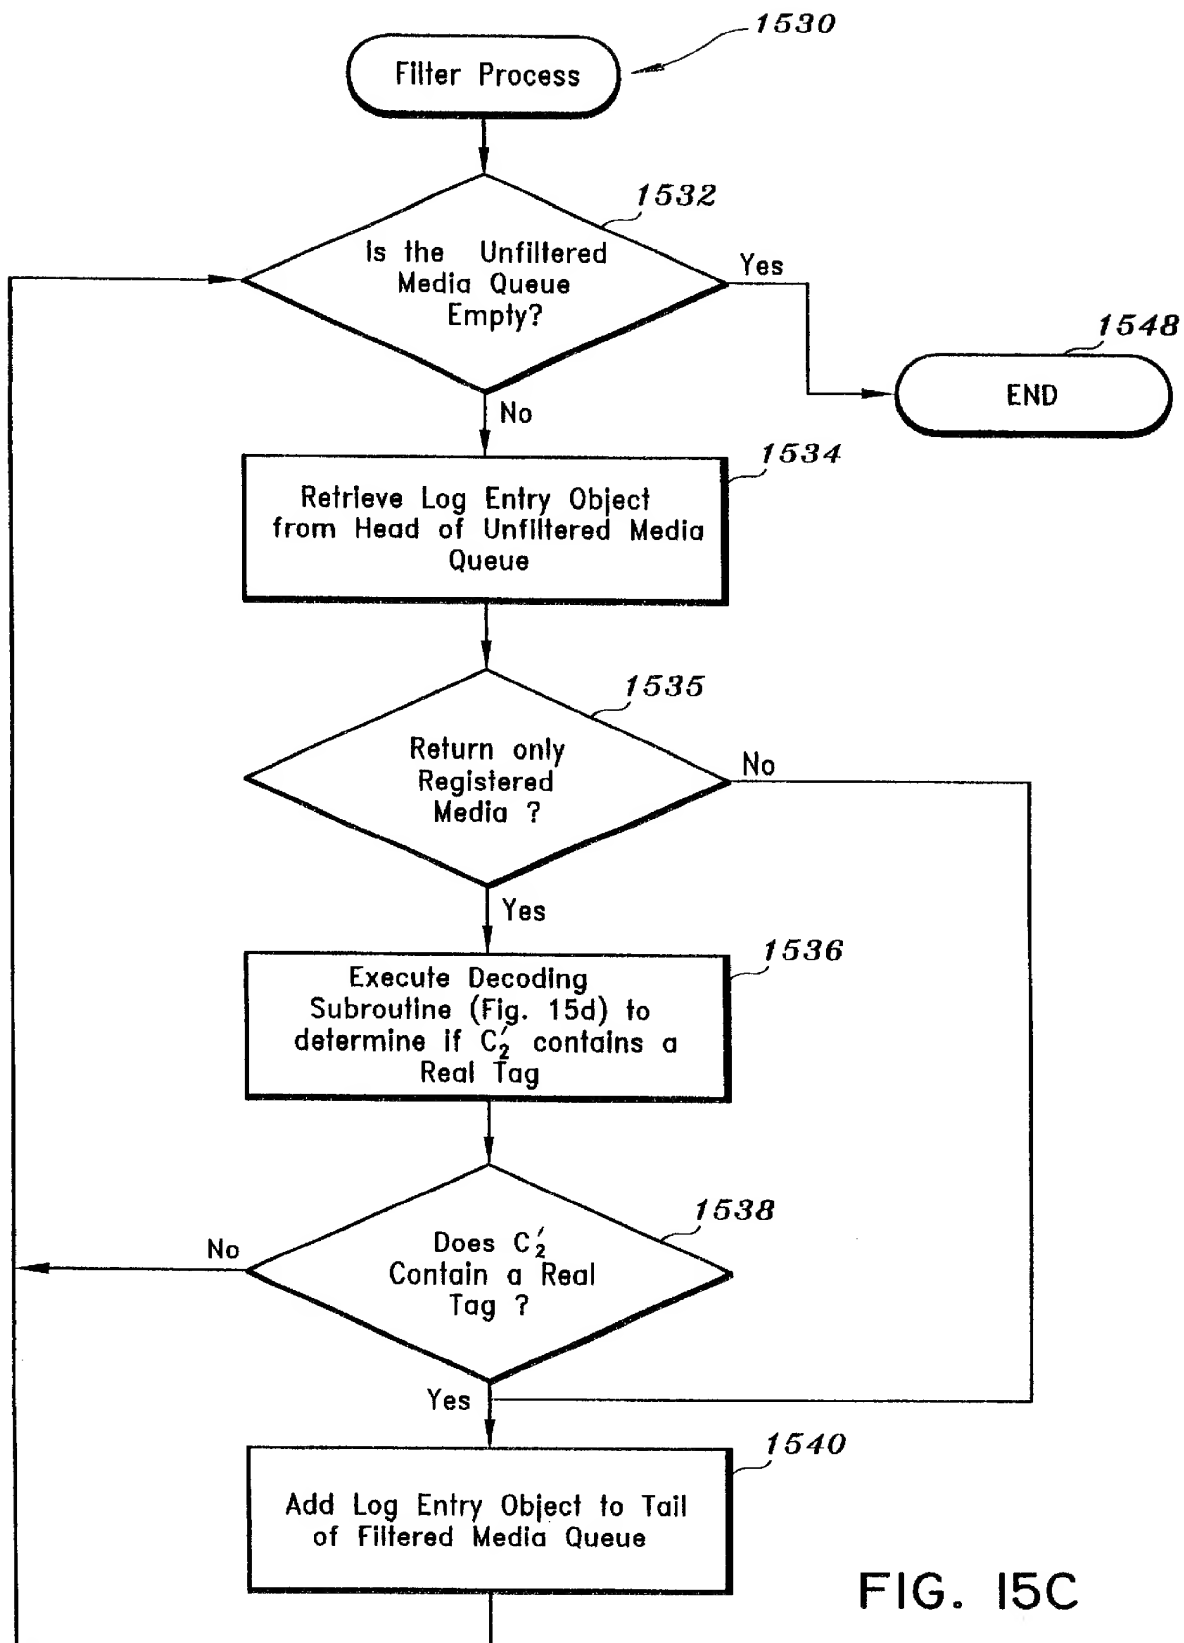 1530
Filter Process
1532
Is the Unfiltered
Media Queue
Empty?
Yes
1548
END
No
1534
Retrieve Log Entry Object
from Head of Unfiltered Media
Queue
1535
Return only
Registered
Media ?
No
Yes
1536
Execute Decoding
Subroutine (Fig. 15d) to
determine if C₂′ contains a
Real Tag
1538
Does C₂′
Contain a Real
Tag ?
No
Yes
1540
Add Log Entry Object to Tail
of Filtered Media Queue
FIG. 15C